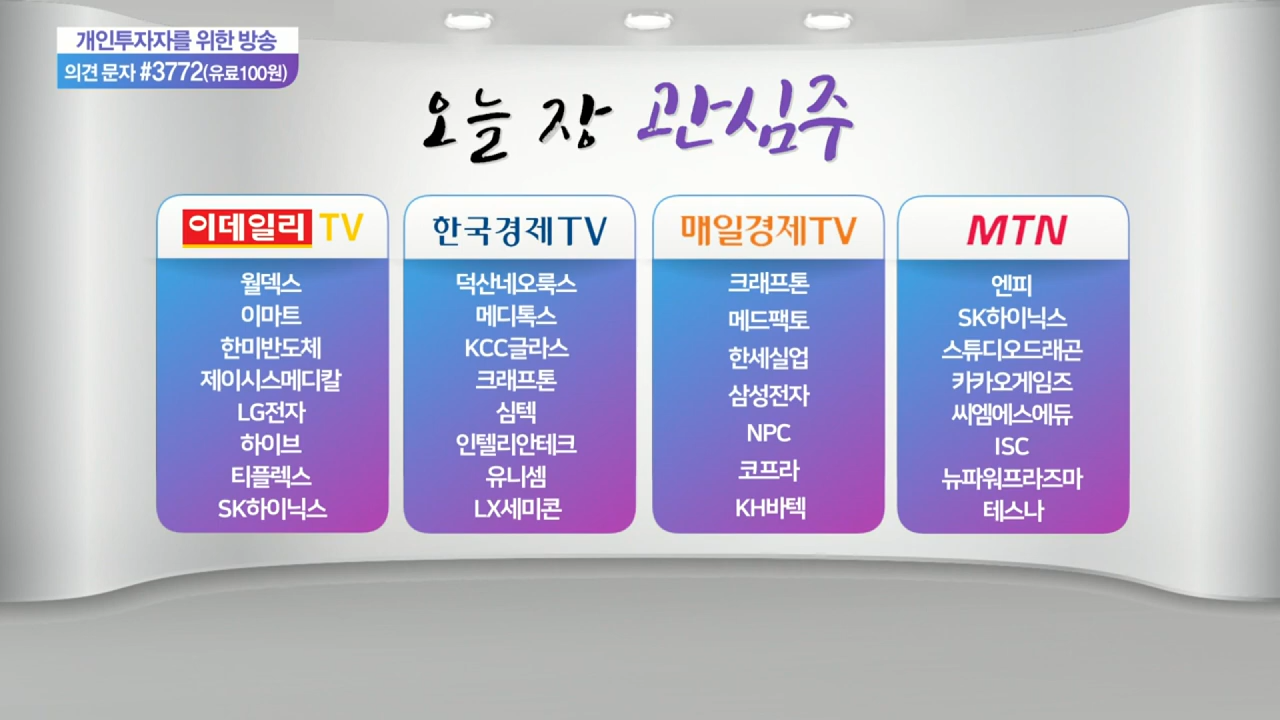 개인투자자를 위한 방송
의견 문자 #3772(유료100원)
오늘 장 관심주
이데일리 TV
월덱스
이마트
한미반도체
제이시스메디칼
LG전자
하이브
티플렉스
SK하이닉스
한국경제TV
덕산네오룩스
메디톡스
KCC글라스
크래프톤
심텍
인텔리안테크
유니셈
LX세미콘
매일경제TV
크래프톤
메드팩토
한세실업
삼성전자
NPC
코프라
KH바텍
MTN
엔피
SK하이닉스
스튜디오드래곤
카카오게임즈
씨엠에스에듀
ISC
뉴파워프라즈마
테스나